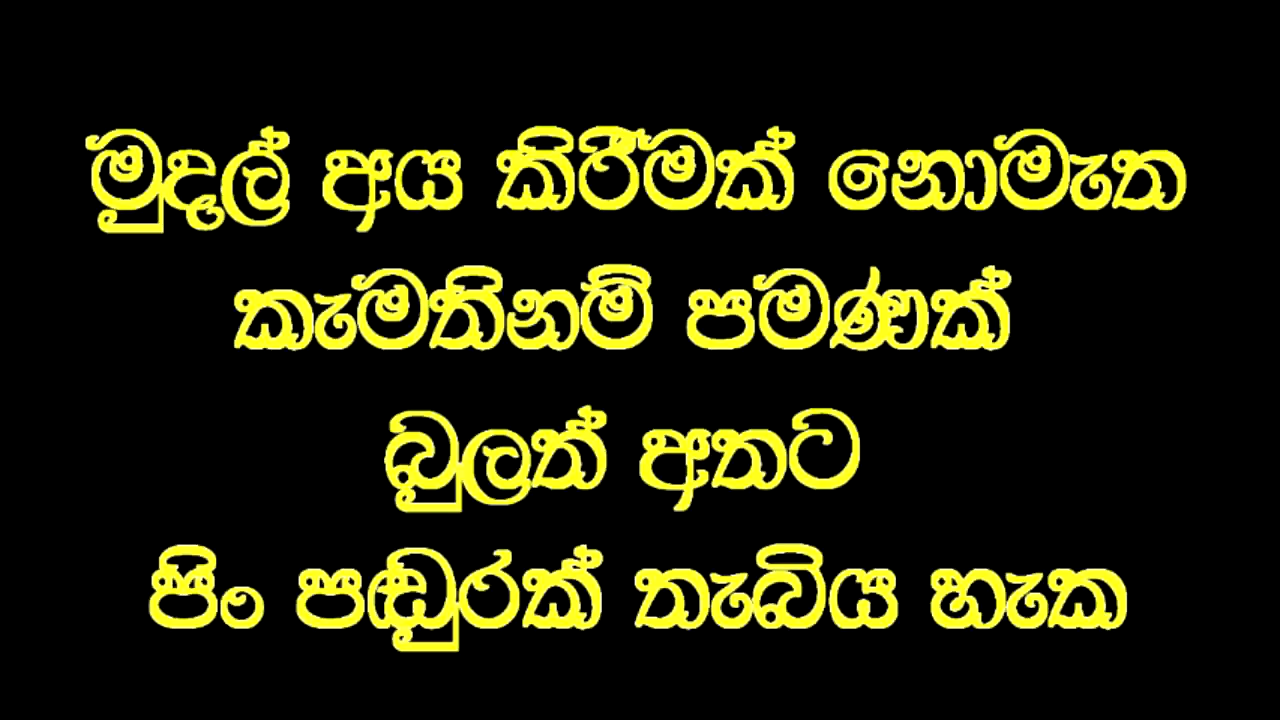 මුදල් අය කිරීමක් නොමැත
කැමතිනම් පමණක්
බුලත් අතට
පිං පඬුරක් තැබිය හැක